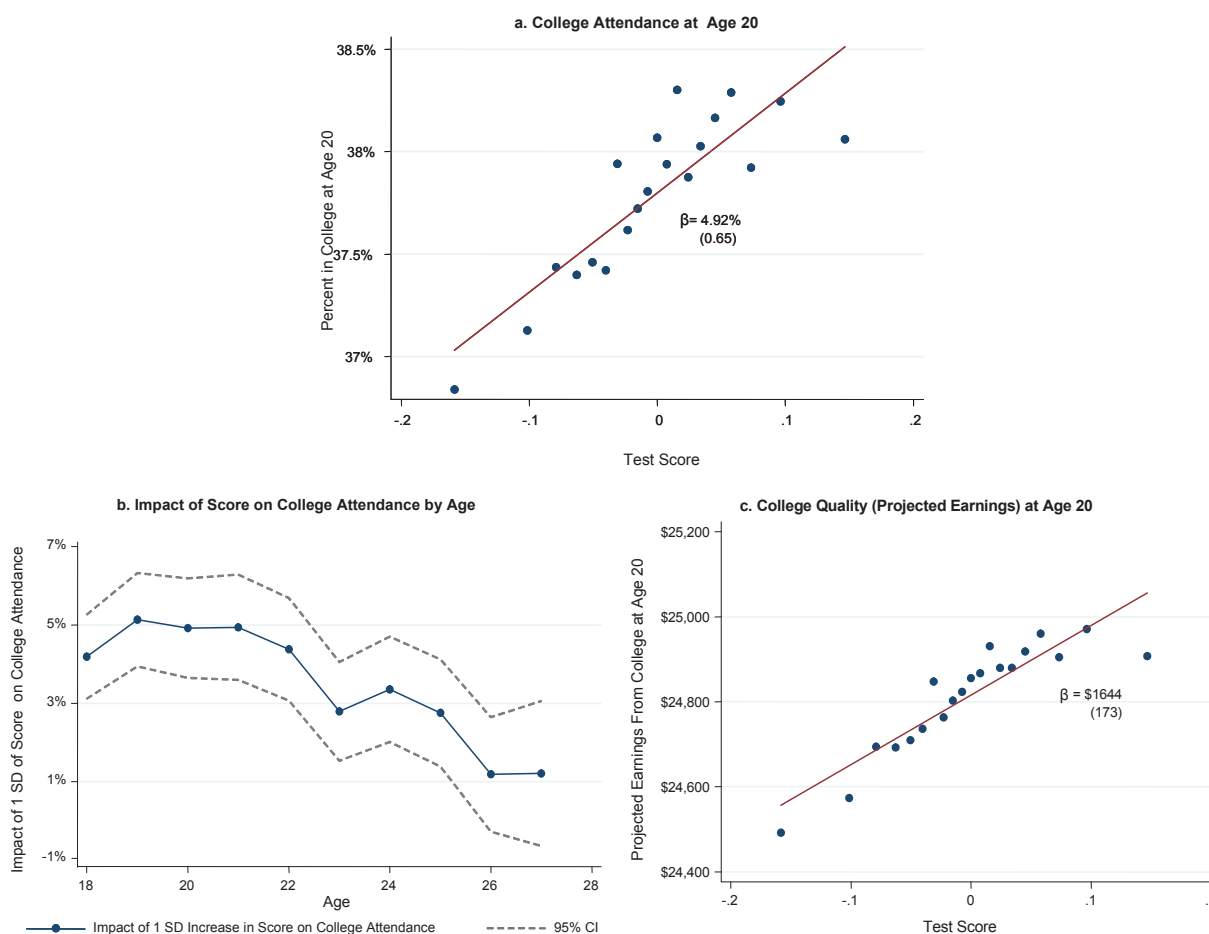 a. College Attendance at Age 20
38.5%
38%
37.5%
37%
Percent in College at Age 20
β= 4.92%
(0.65)
-.2
-.1
0
.1
.2
Test Score
b. Impact of Score on College Attendance by Age
7%
5%
3%
1%
-1%
Impact of 1 SD of Score on College Attendance
18
20
22
24
26
28
Age
Impact of 1 SD Increase in Score on College Attendance
95% CI
c. College Quality (Projected Earnings) at Age 20
$25,200
$25,000
$24,800
$24,600
$24,400
Projected Earnings From College at Age 20
β = $1644
(173)
-.2
-.1
0
.1
Test Score